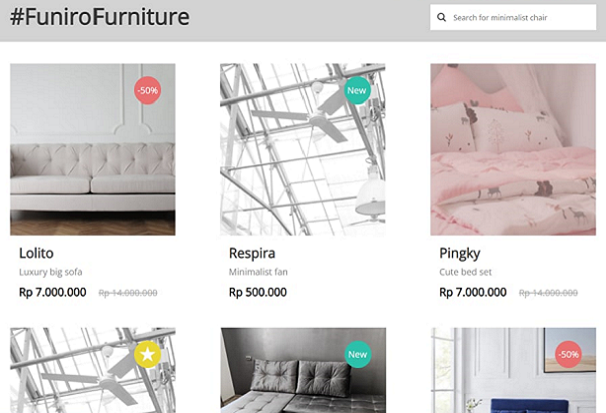 #FuniroFurniture
Search for minimalist chair
-50%
New
Lolito
Respira
Pingky
Luxury big sofa
Minimalist fan
Cute bed set
Rp 7.000.000 Rp 14.000.000
Rp 500.000
Rp 7.000.000 Rp 14.000.000
New
-50%